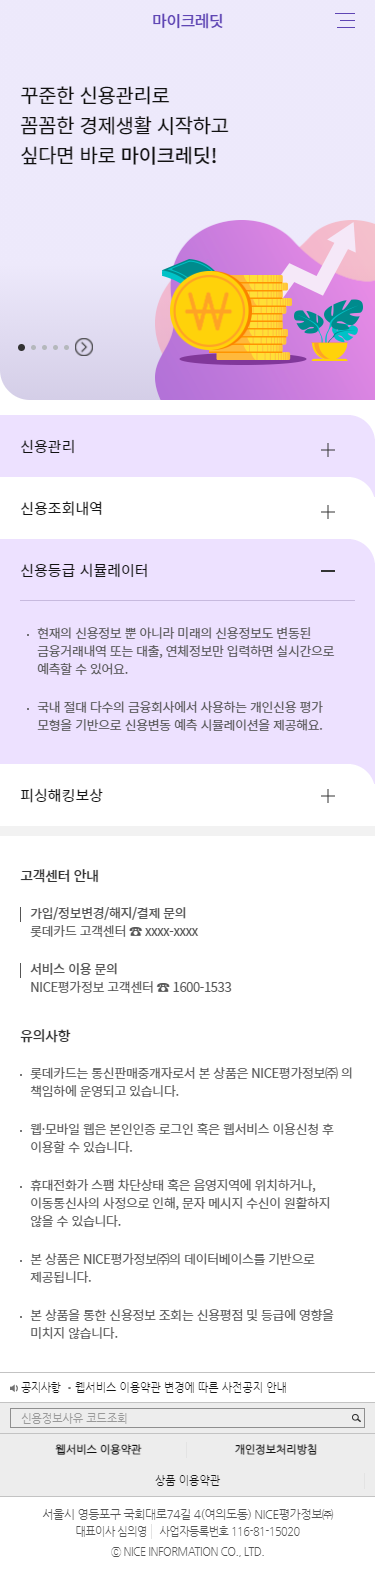 마이크레딧
꾸준한 신용관리로
꼼꼼한 경제생활 시작하고
싶다면 바로 마이크레딧!
신용관리
신용조회내역
신용등급 시뮬레이터
· 현재의 신용정보 뿐 아니라 미래의 신용정보도 변동된
금융거래내역 또는 대출, 연체정보만 입력하면 실시간으로
예측할 수 있어요.
· 국내 절대 다수의 금융회사에서 사용하는 개인신용 평가
모형을 기반으로 신용변동 예측 시뮬레이션을 제공해요.
피싱해킹보상
고객센터 안내
가입/정보변경/해지/결제 문의
롯데카드 고객센터 ☎ xxxx-xxxx
서비스 이용 문의
NICE평가정보 고객센터 ☎ 1600-1533
유의사항
· 롯데카드는 통신판매중개자로서 본 상품은 NICE평가정보㈜ 의
책임하에 운영되고 있습니다.
· 웹·모바일 웹은 본인인증 로그인 혹은 웹서비스 이용신청 후
이용할 수 있습니다.
· 휴대전화가 스팸 차단상태 혹은 음영지역에 위치하거나,
이동통신사의 사정으로 인해, 문자 메시지 수신이 원활하지
않을 수 있습니다.
· 본 상품은 NICE평가정보㈜의 데이터베이스를 기반으로
제공됩니다.
· 본 상품을 통한 신용정보 조회는 신용평점 및 등급에 영향을
미치지 않습니다.
공지사항 · 웹서비스 이용약관 변경에 따른 사전공지 안내
신용정보사유 코드조회
웹서비스 이용약관 개인정보처리방침
상품 이용약관
서울시 영등포구 국회대로74길 4(여의도동) NICE평가정보㈜
대표이사 심의영 | 사업자등록번호 116-81-15020
ⓒ NICE INFORMATION CO., LTD.